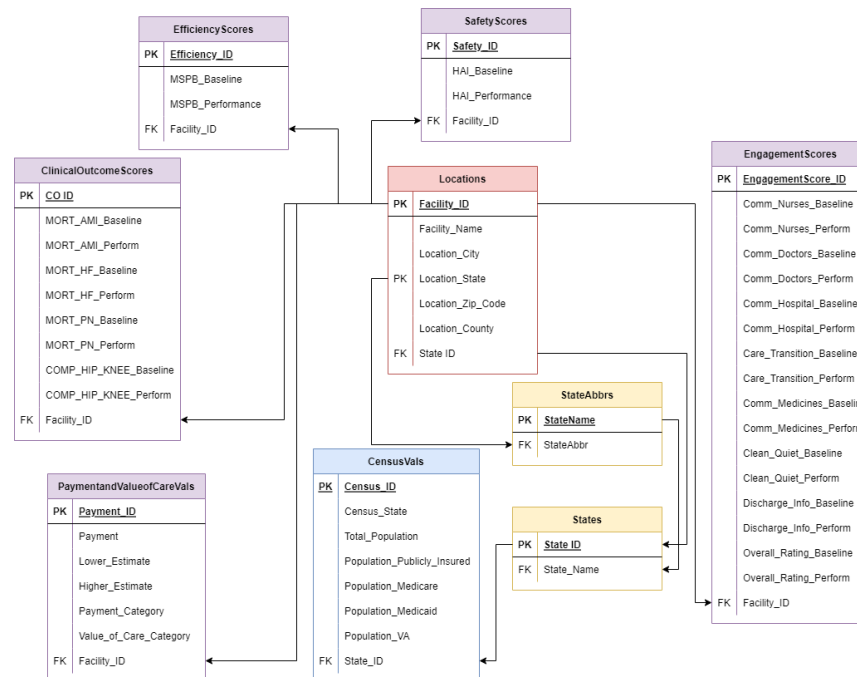 EfficiencyScores
PK Efficiency_ID
MSPB_Baseline
MSPB_Performance
FK Facility_ID
SafetyScores
PK Safety_ID
HAI_Baseline
HAI_Performance
FK Facility_ID
ClinicalOutcomeScores
PK CO ID
MORT_AMI_Baseline
MORT_AMI_Perform
MORT_HF_Baseline
MORT_HF_Perform
MORT_PN_Baseline
MORT_PN_Perform
COMP_HIP_KNEE_Baseline
COMP_HIP_KNEE_Perform
FK Facility_ID
Locations
PK Facility_ID
Facility_Name
Location_City
PK Location_State
Location_Zip_Code
Location_County
FK State ID
EngagementScores
PK EngagementScore_ID
Comm_Nurses_Baseline
Comm_Nurses_Perform
Comm_Doctors_Baseline
Comm_Doctors_Perform
Comm_Hospital_Baseline
Comm_Hospital_Perform
Care_Transition_Baseline
Care_Transition_Perform
Comm_Medicines_Baseli
Comm_Medicines_Perfor
Clean_Quiet_Baseline
Clean_Quiet_Perform
Discharge_Info_Baseline
Discharge_Info_Perform
Overall_Rating_Baseline
Overall_Rating_Perform
FK Facility_ID
StateAbbrs
PK StateName
FK StateAbbr
PaymentandValueofCareVals
PK Payment_ID
Payment
Lower_Estimate
Higher_Estimate
Payment_Category
Value_of_Care_Category
FK Facility_ID
CensusVals
PK Census_ID
Census_State
Total_Population
Population_Publicly_Insured
Population_Medicare
Population_Medicaid
Population_VA
FK State_ID
States
PK State ID
FK State_Name